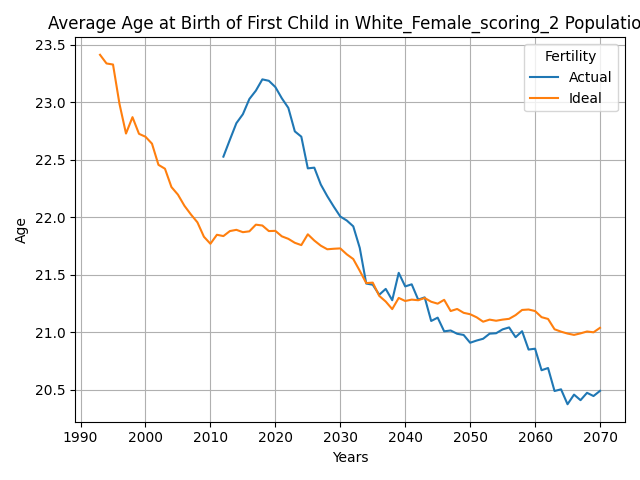 Average Age at Birth of First Child in White_Female_scoring_2 Populatio
Fertility
Actual
Ideal
23.5
23.0
22.5
22.0
21.5
21.0
20.5
Age
1990 2000 2010 2020 2030 2040 2050 2060 2070
Years